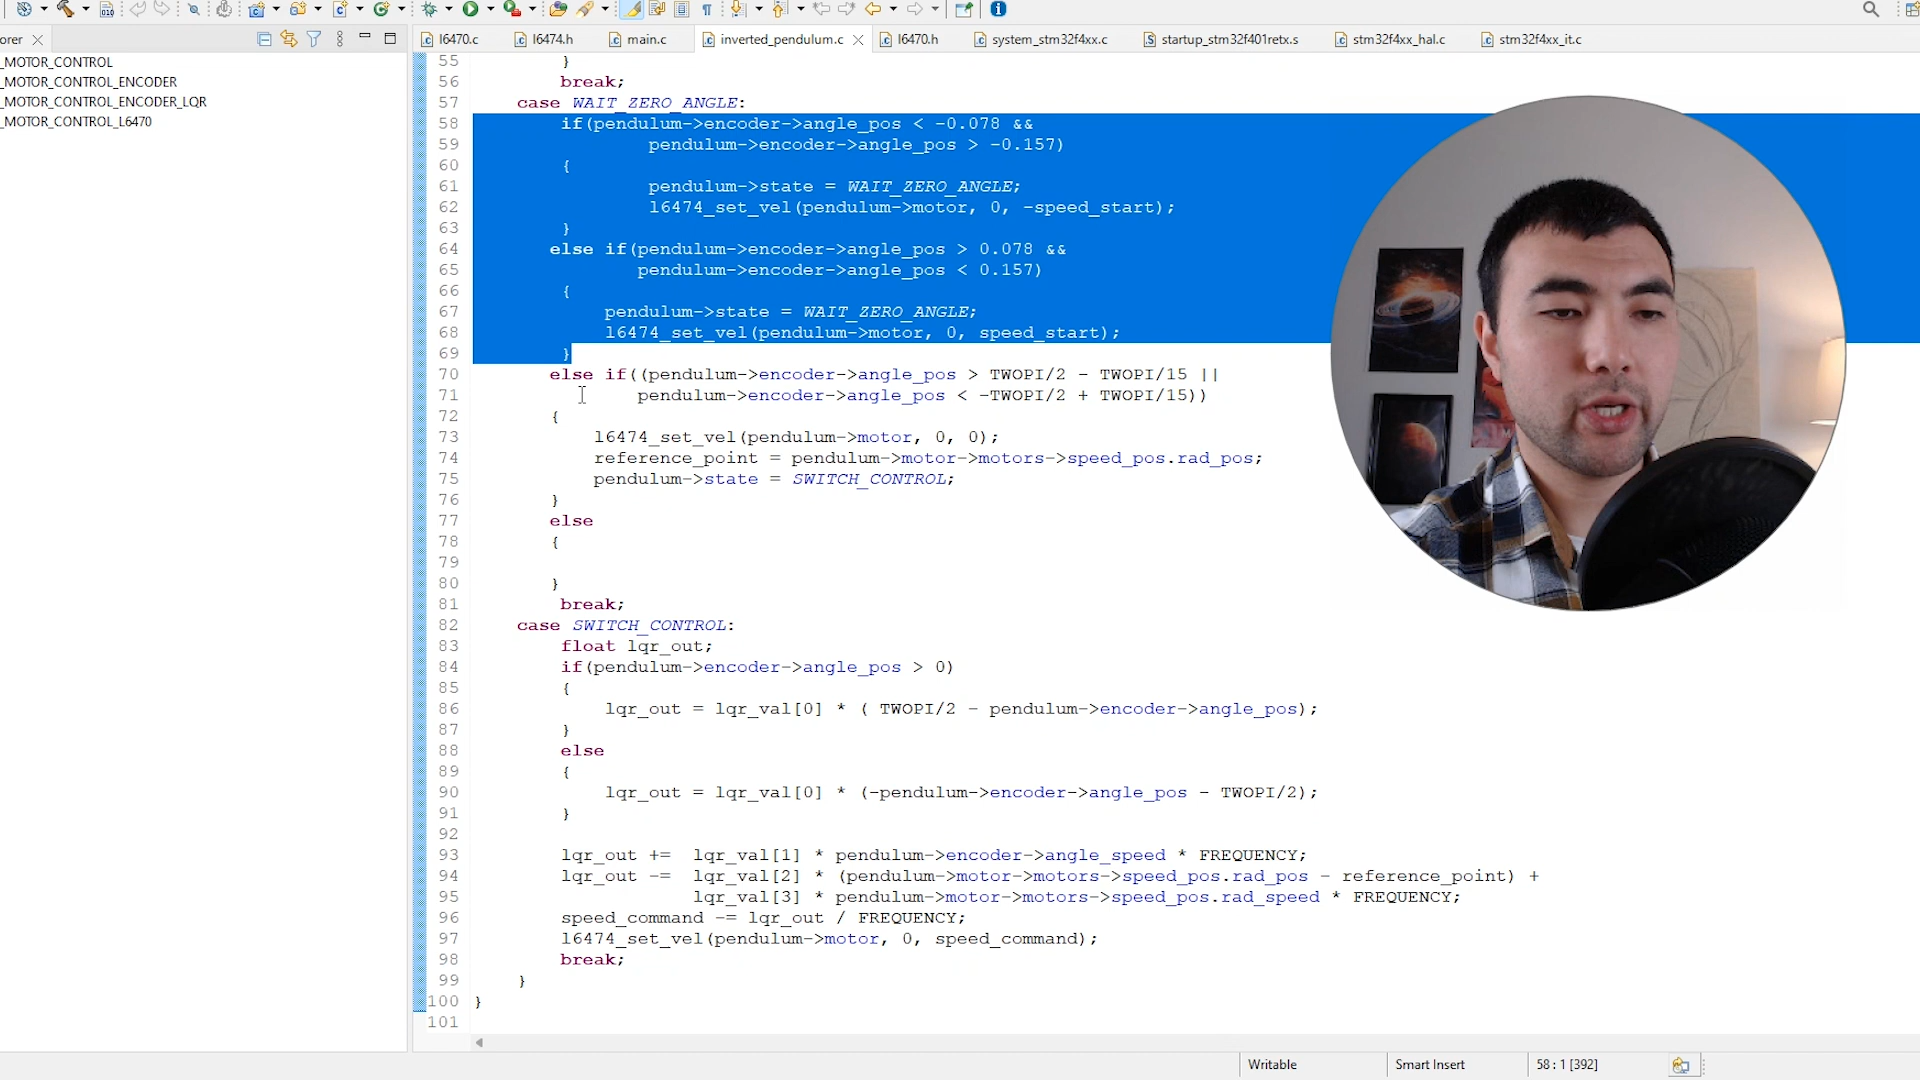 orer
_MOTOR_CONTROL
_MOTOR_CONTROL_ENCODER
_MOTOR_CONTROL_ENCODER_LQR
_MOTOR_CONTROL_L6470
l6470.c
l6474.h
main.c
inverted_pendulum.c
l6470.h
system_stm32f4xx.c
startup_stm32f401retx.s
stm32f4xx_hal.c
stm32f4xx_it.c
55 }
56 break;
57 case WAIT_ZERO_ANGLE:
58 if(pendulum->encoder->angle_pos < -0.078 &&
59 pendulum->encoder->angle_pos > -0.157)
60 {
61 pendulum->state = WAIT_ZERO_ANGLE;
62 l6474_set_vel(pendulum->motor, 0, -speed_start);
63 }
64 else if(pendulum->encoder->angle_pos > 0.078 &&
65 pendulum->encoder->angle_pos < 0.157)
66 {
67 pendulum->state = WAIT_ZERO_ANGLE;
68 l6474_set_vel(pendulum->motor, 0, speed_start);
69 }
70 else if((pendulum->encoder->angle_pos > TWOPI/2 - TWOPI/15 ||
71 pendulum->encoder->angle_pos < -TWOPI/2 + TWOPI/15))
72 {
73 l6474_set_vel(pendulum->motor, 0, 0);
74 reference_point = pendulum->motor->motors->speed_pos.rad_pos;
75 pendulum->state = SWITCH_CONTROL;
76 }
77 else
78 {
79
80 }
81 break;
82 case SWITCH_CONTROL:
83 float lqr_out;
84 if(pendulum->encoder->angle_pos > 0)
85 {
86 lqr_out = lqr_val[0] * ( TWOPI/2 - pendulum->encoder->angle_pos);
87 }
88 else
89 {
90 lqr_out = lqr_val[0] * (-pendulum->encoder->angle_pos - TWOPI/2);
91 }
92
93 lqr_out += lqr_val[1] * pendulum->encoder->angle_speed * FREQUENCY;
94 lqr_out -= lqr_val[2] * (pendulum->motor->motors->speed_pos.rad_pos - reference_point) +
95 lqr_val[3] * pendulum->motor->motors->speed_pos.rad_speed * FREQUENCY;
96 speed_command -= lqr_out / FREQUENCY;
97 l6474_set_vel(pendulum->motor, 0, speed_command);
98 break;
99 }
100 }
101
Writable
Smart Insert
58 : 1 [392]